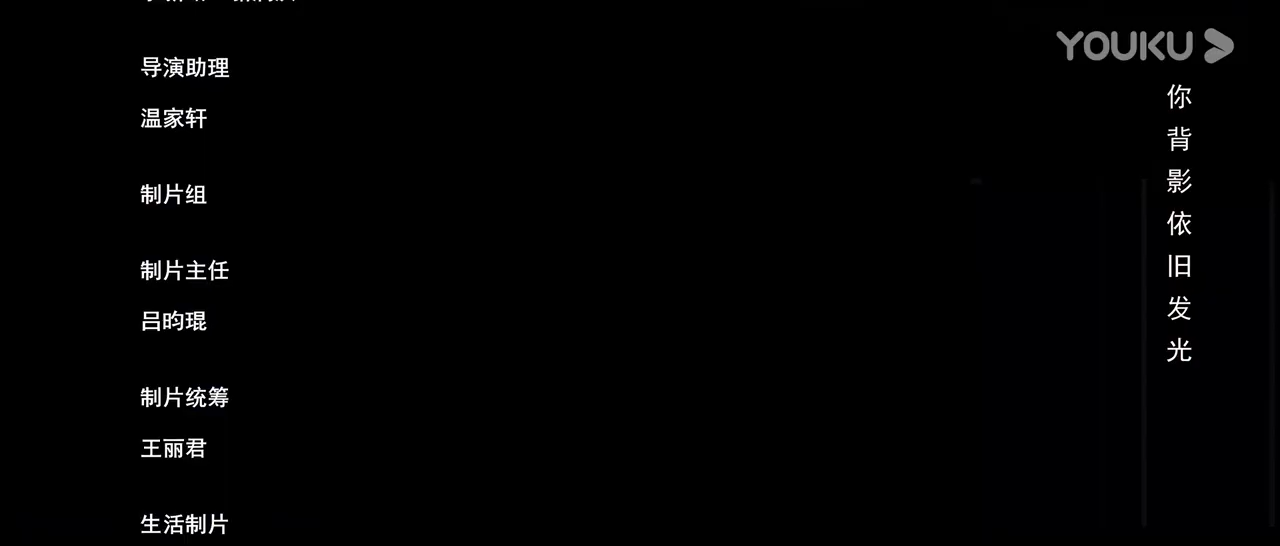 导演助理
温家轩
制片组
制片主任
吕昀琨
制片统筹
王丽君
生活制片
YOUKU
你背影依旧发光